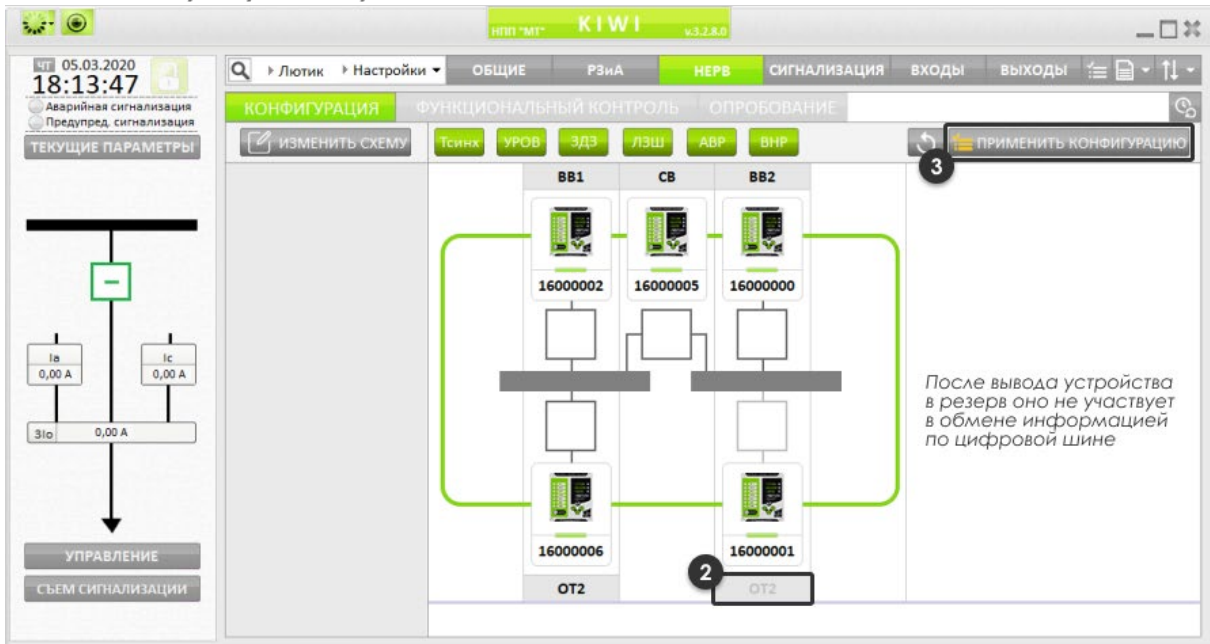 НПП "МТ" KIWI v.3.2.8.0
ЧТ 05.03.2020
18:13:47
Аварийная сигнализация
Предупред. сигнализация
ТЕКУЩИЕ ПАРАМЕТРЫ
Лютик Настройки ОБЩИЕ РЗиА НЕРВ СИГНАЛИЗАЦИЯ ВХОДЫ ВЫХОДЫ
КОНФИГУРАЦИЯ ФУНКЦИОНАЛЬНЫЙ КОНТРОЛЬ ОПРОБОВАНИЕ
ИЗМЕНИТЬ СХЕМУ Тсинх УРОВ ЗДЗ ЛЗШ АВР ВНР ПРИМЕНИТЬ КОНФИГУРАЦИЮ
3
ВВ1 СВ ВВ2
16000002 16000005 16000000
Ia
0,00 А
Ic
0,00 А
3Io 0,00 А
После вывода устройства
в резерв оно не участвует
в обмене информацией
по цифровой шине
16000006 16000001
2
ОТ2 ОТ2
УПРАВЛЕНИЕ
СЪЕМ СИГНАЛИЗАЦИИ